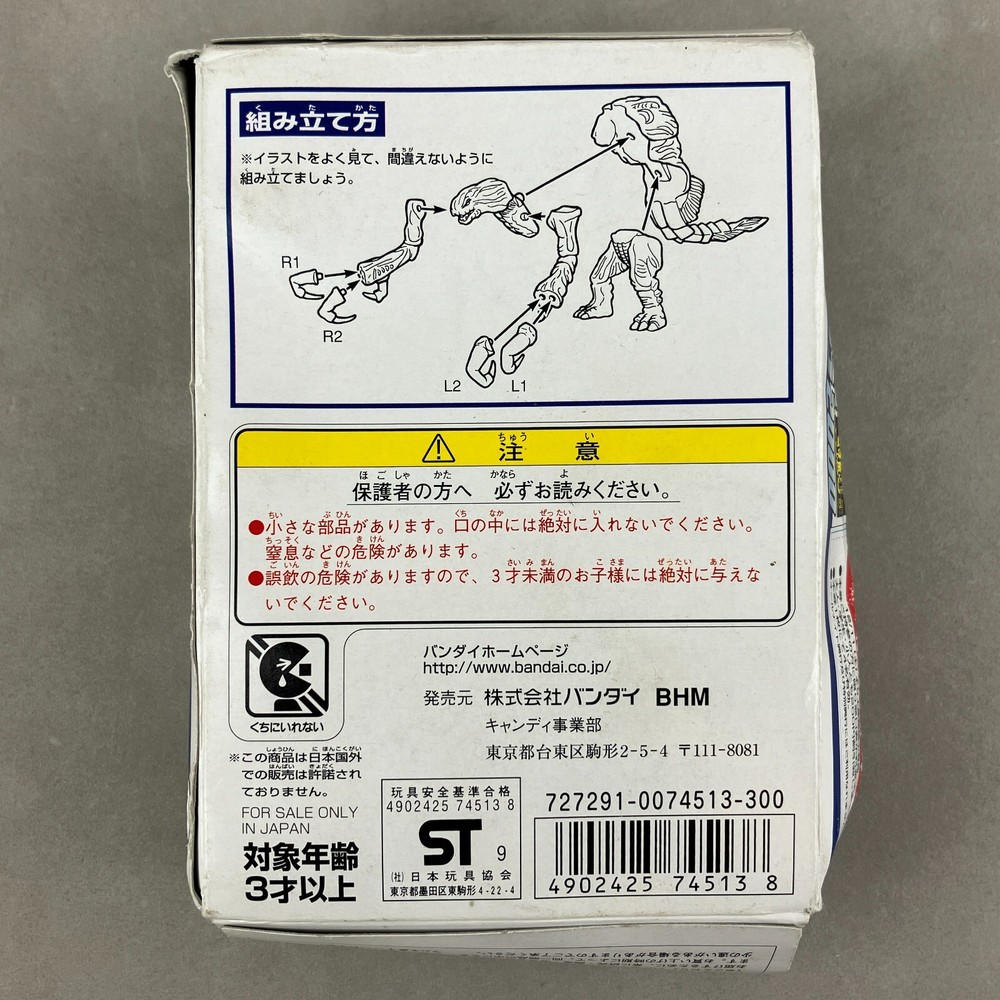 組み立て方
※イラストをよく見て、間違えないように
組み立てましょう。
R1
R2
L2
L1
⚠ 注意
保護者の方へ 必ずお読みください。
●小さな部品があります。口の中には絶対に入れないでください。
窒息などの危険があります。
●誤飲の危険がありますので、3才未満のお子様には絶対に与えな
いでください。
くちにいれない
バンダイホームページ
http://www.bandai.co.jp/
発売元 株式会社バンダイ BHM
キャンディ事業部
東京都台東区駒形2-5-4 〒111-8081
※この商品は日本国外
での販売は許諾され
ておりません。
FOR SALE ONLY
IN JAPAN
対象年齢
3才以上
玩具安全基準合格
4902425 74513 8
ST 9
(社)日本玩具協会
東京都墨田区東駒形4-22-4
727291-0074513-300
4902425 74513 8